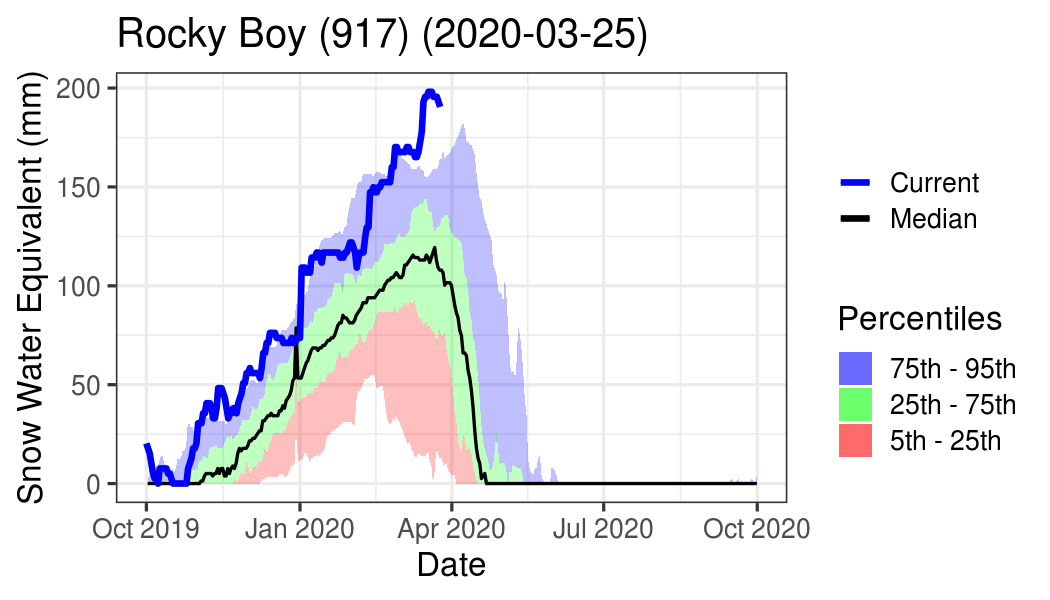 Rocky Boy (917) (2020-03-25)
Snow Water Equivalent (mm)
200
150
100
50
0
Oct 2019
Jan 2020
Apr 2020
Jul 2020
Oct 2020
Date
Current
Median
Percentiles
75th - 95th
25th - 75th
5th - 25th